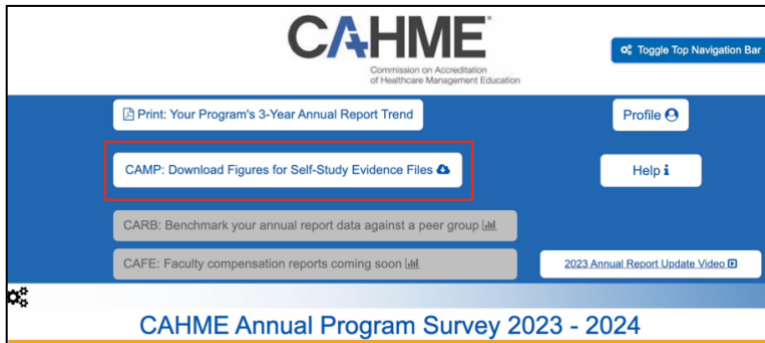 CAHME
Commission on Accreditation
of Healthcare Management Education
Toggle Top Navigation Bar
Print: Your Program's 3-Year Annual Report Trend
Profile
CAMP: Download Figures for Self-Study Evidence Files
Help
CARB: Benchmark your annual report data against a peer group
CAFE: Faculty compensation reports coming soon
2023 Annual Report Update Video
CAHME Annual Program Survey 2023 - 2024